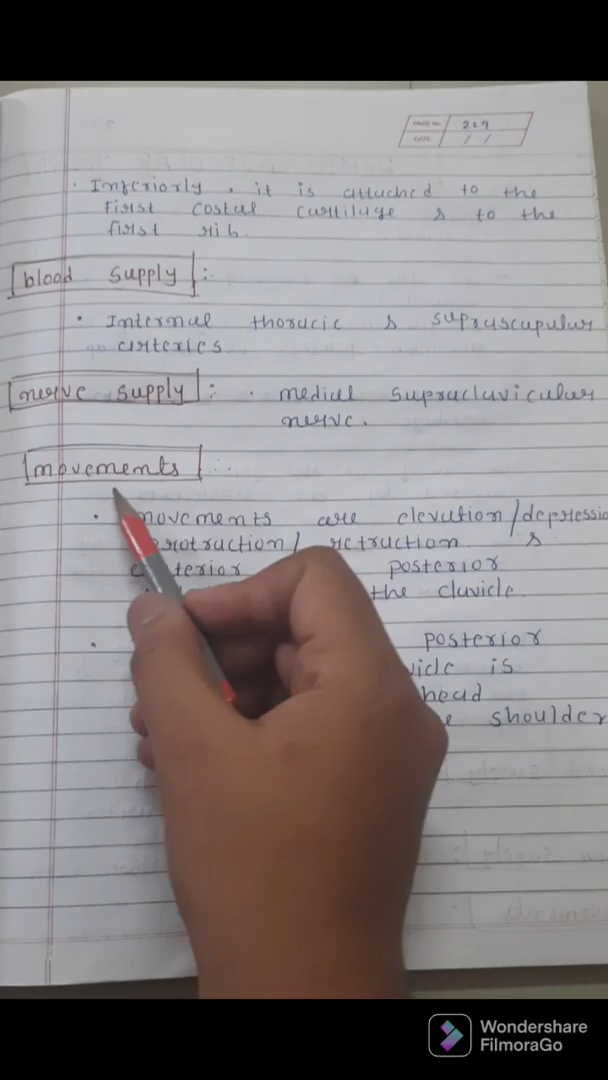 PAGE No. 229
DATE / /
· Inferiorly, it is attached to the
first costal cartilage & to the
first rib.
blood supply :-
· Internal thoracic & suprascapular
arteries
nerve supply :- · medial supraclavicular
nerve.
movements :-
· movements are elevation/depressio
protraction/retraction &
posterior
the clavicle.
· posterior
is
head
shoulder
Wondershare
FilmoraGo